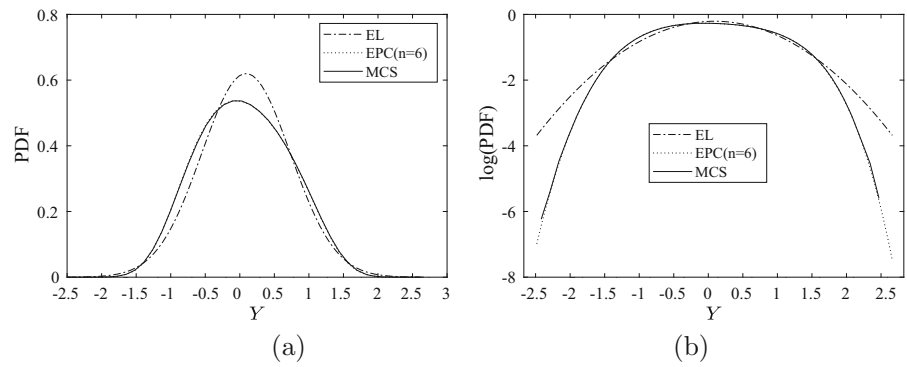 0.8
0.6
0.4
0.2
0
PDF
-2.5 -2 -1.5 -1 -0.5 0 0.5 1 1.5 2 2.5 3
Y
EL
EPC(n=6)
MCS
(a)
-0
-2
-4
-6
-8
log(PDF)
-2.5 -2 -1.5 -1 -0.5 0 0.5 1 1.5 2 2.5
Y
EL
EPC(n=6)
MCS
(b)